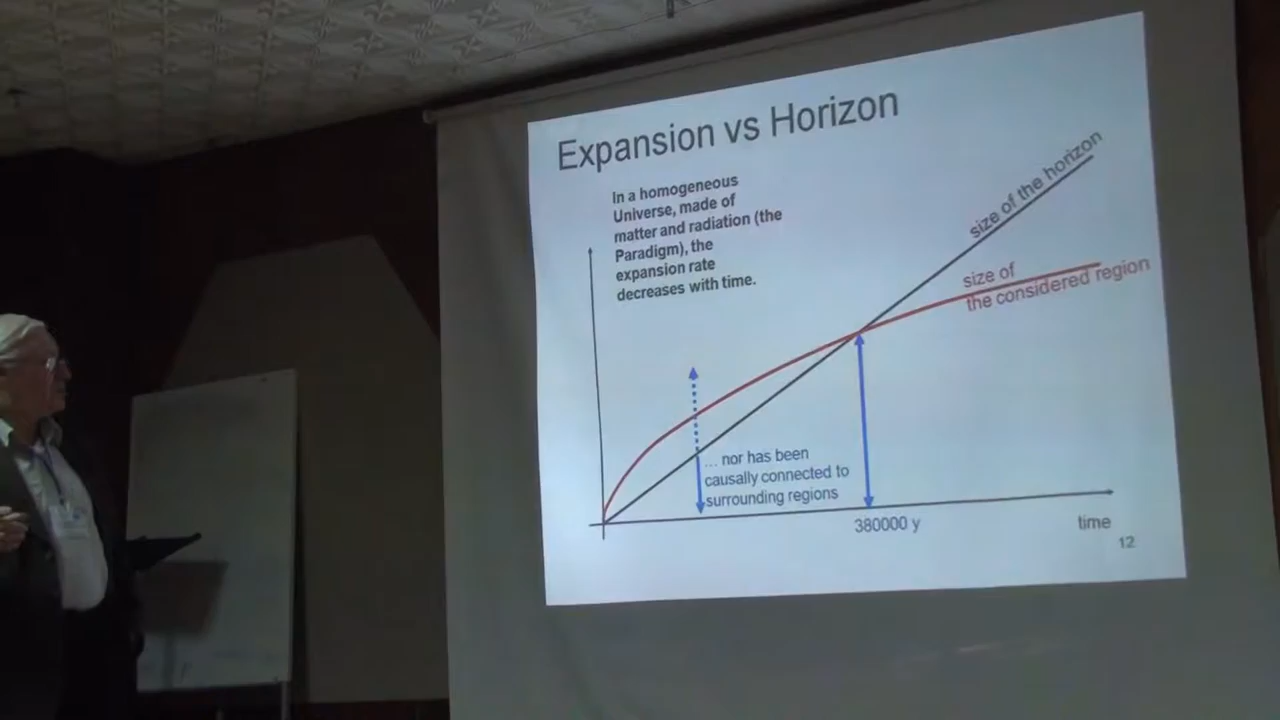 Expansion vs Horizon
In a homogeneous
Universe, made of
matter and radiation (the
Paradigm), the
expansion rate
decreases with time.
size of the horizon
size of
the considered region
... nor has been
causally connected to
surrounding regions
380000 y
time
12